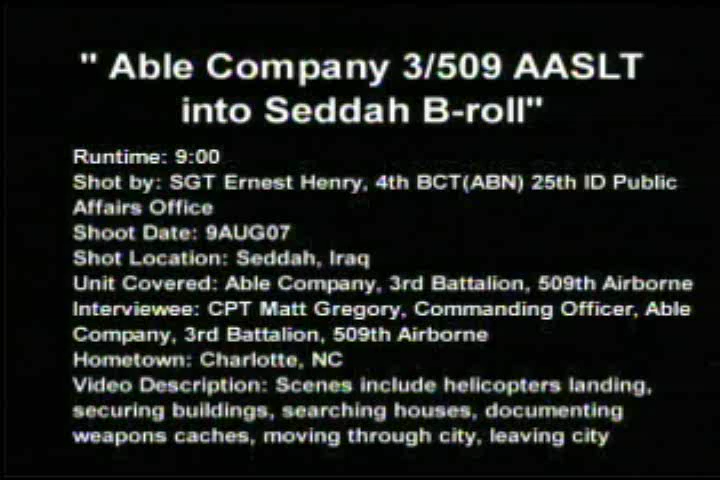 " Able Company 3/509 AASLT
into Seddah B-roll"
Runtime: 9:00
Shot by: SGT Ernest Henry, 4th BCT(ABN) 25th ID Public
Affairs Office
Shoot Date: 9AUG07
Shot Location: Seddah, Iraq
Unit Covered: Able Company, 3rd Battalion, 509th Airborne
Interviewee: CPT Matt Gregory, Commanding Officer, Able
Company, 3rd Battalion, 509th Airborne
Hometown: Charlotte, NC
Video Description: Scenes include helicopters landing,
securing buildings, searching houses, documenting
weapons caches, moving through city, leaving city